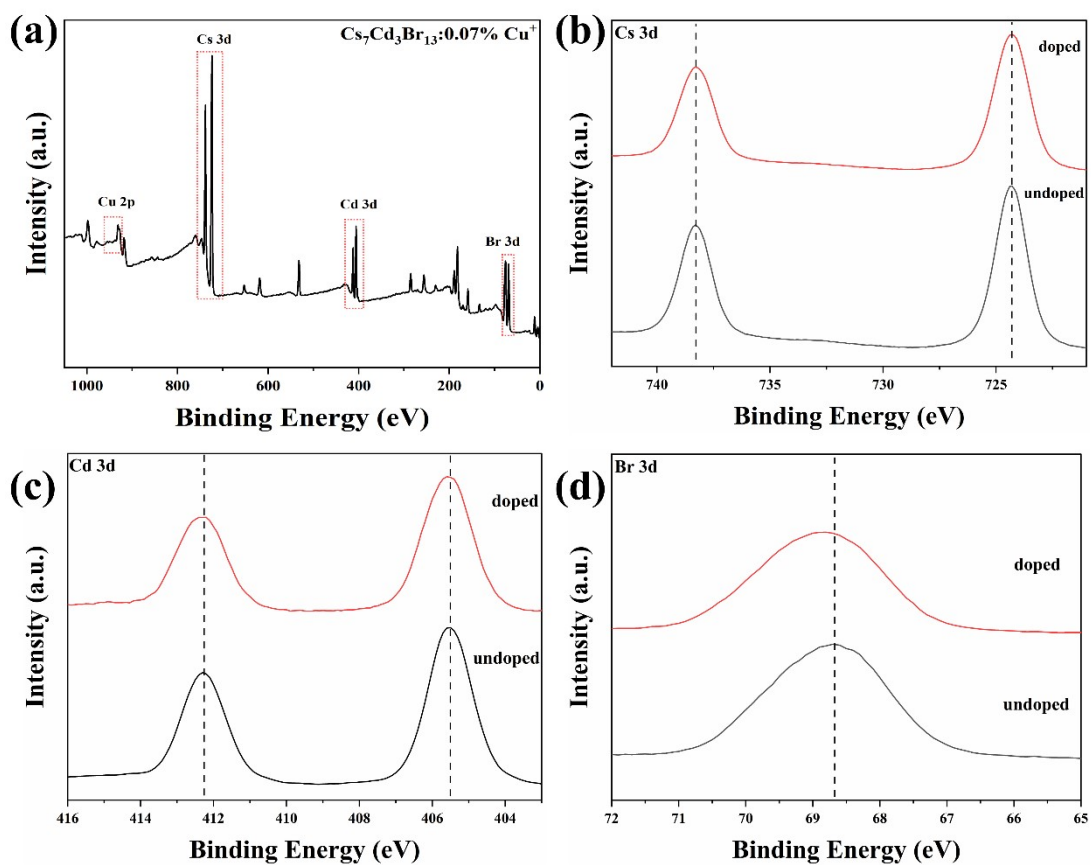 (a)
Cs₇Cd₃Br₁₃:0.07% Cu⁺
Cs 3d
Cu 2p
Cd 3d
Br 3d
Intensity (a.u.)
1000 800 600 400 200 0
Binding Energy (eV)
(b)
Cs 3d
doped
undoped
Intensity (a.u.)
740 735 730 725
Binding Energy (eV)
(c)
Cd 3d
doped
undoped
Intensity (a.u.)
416 414 412 410 408 406 404
Binding Energy (eV)
(d)
Br 3d
doped
undoped
Intensity (a.u.)
72 71 70 69 68 67 66 65
Binding Energy (eV)